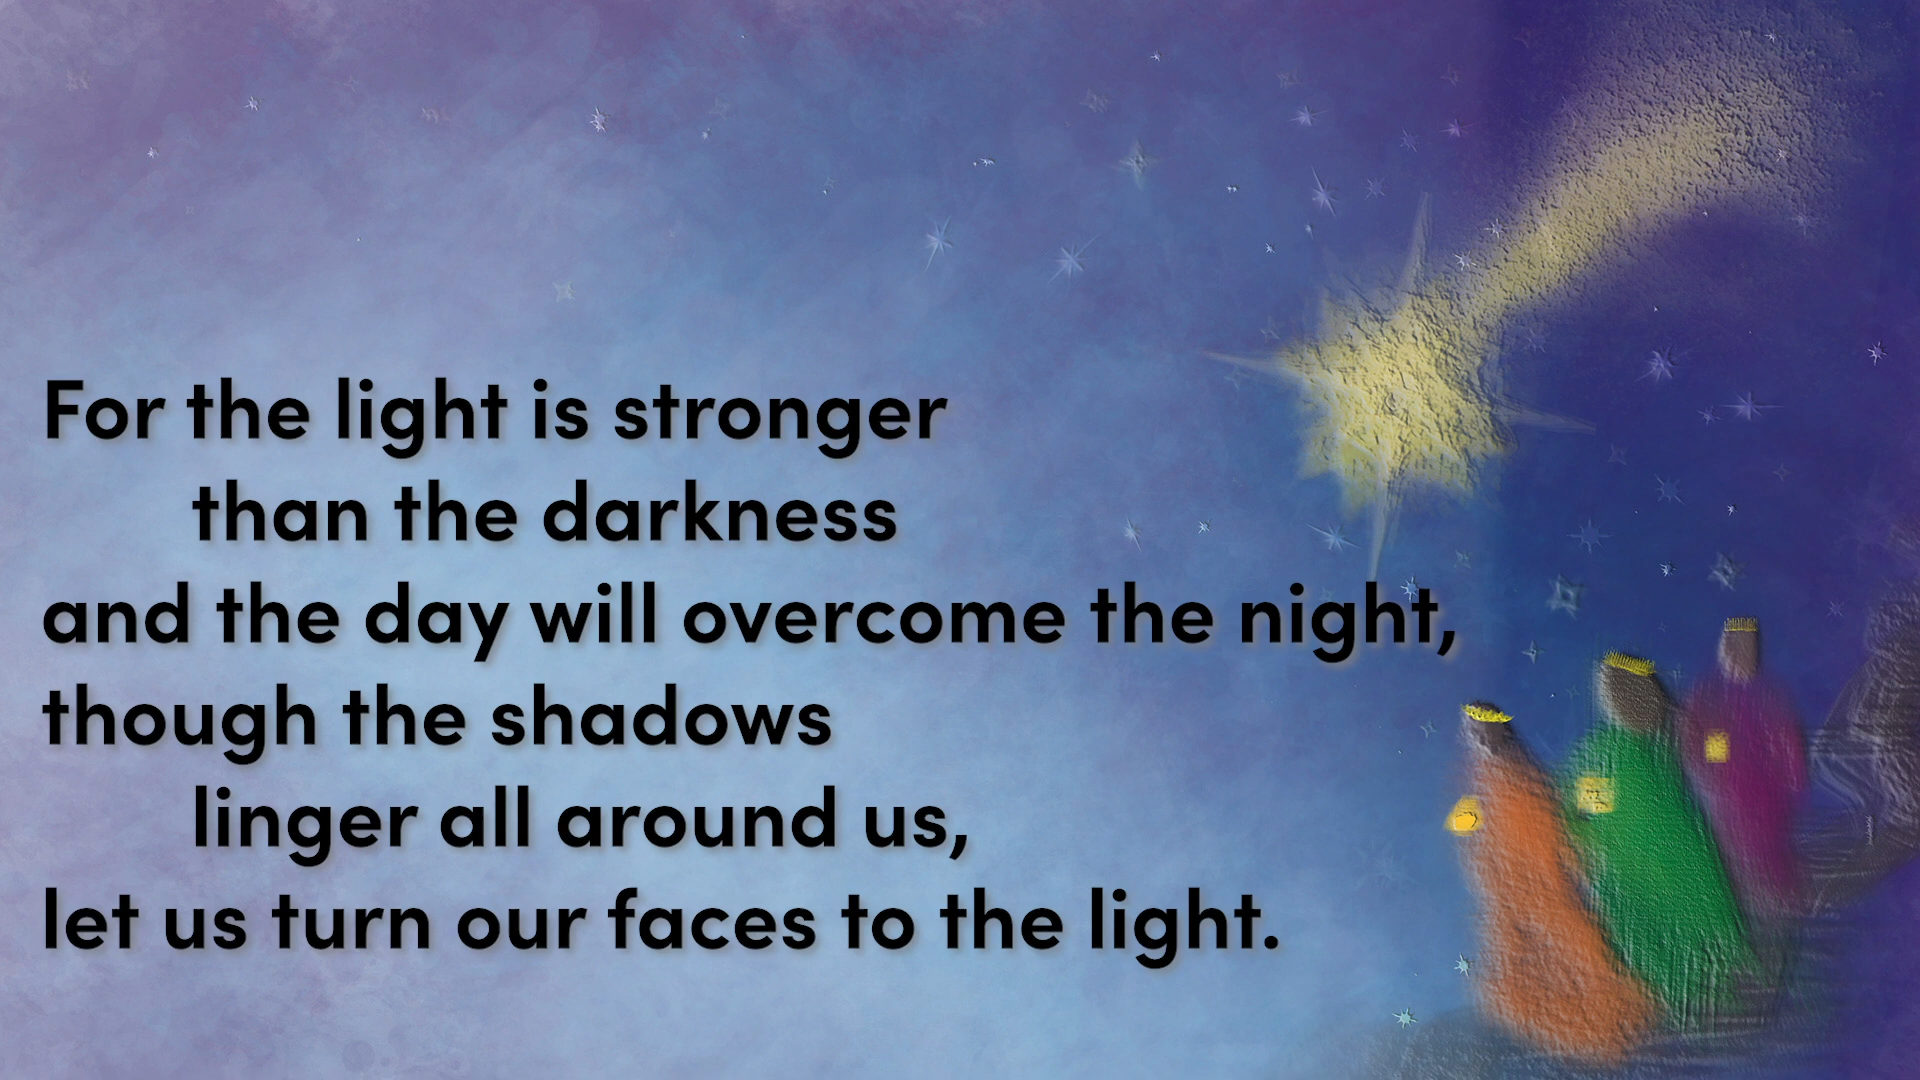 For the light is stronger
than the darkness
and the day will overcome the night,
though the shadows
linger all around us,
let us turn our faces to the light.